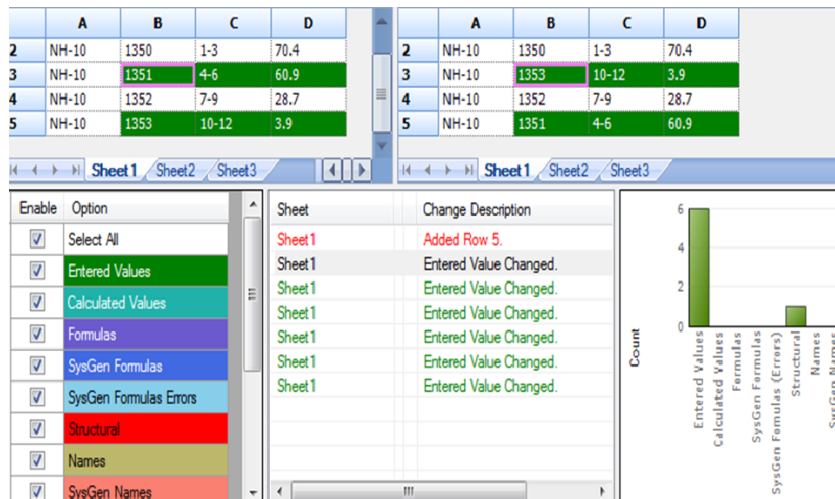 A B C D
2 NH-10 1350 1-3 70.4
3 NH-10 1351 4-6 60.9
4 NH-10 1352 7-9 28.7
5 NH-10 1353 10-12 3.9
Sheet1 Sheet2 Sheet3
A B C D
2 NH-10 1350 1-3 70.4
3 NH-10 1353 10-12 3.9
4 NH-10 1352 7-9 28.7
5 NH-10 1351 4-6 60.9
Sheet1 Sheet2 Sheet3
Enable Option
Select All
Entered Values
Calculated Values
Formulas
SysGen Formulas
SysGen Formulas Errors
Structural
Names
SysGen Names
Sheet Change Description
Sheet1 Added Row 5.
Sheet1 Entered Value Changed.
Sheet1 Entered Value Changed.
Sheet1 Entered Value Changed.
Sheet1 Entered Value Changed.
Sheet1 Entered Value Changed.
Sheet1 Entered Value Changed.
6
4
2
0
Count
Entered Values
Calculated Values
Formulas
SysGen Formulas
SysGen Fomulas (Errors)
Structural
Names
SysGen Names